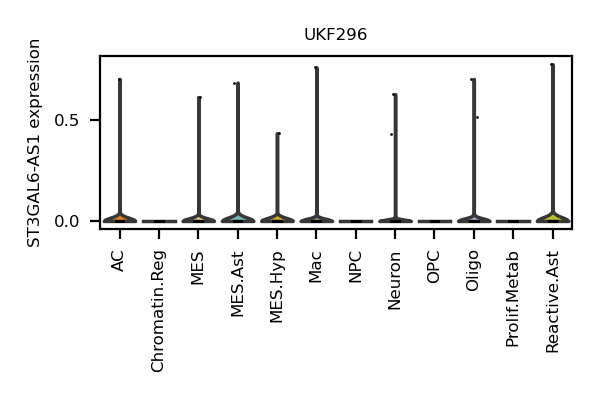 UKF296
ST3GAL6-AS1 expression
0.5
0.0
AC
Chromatin.Reg
MES
MES.Ast
MES.Hyp
Mac
NPC
Neuron
OPC
Oligo
Prolif.Metab
Reactive.Ast